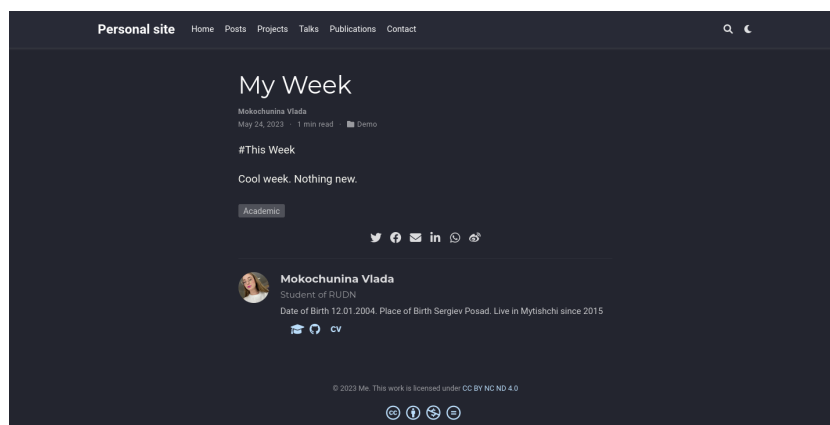 Personal site Home Posts Projects Talks Publications Contact
My Week
Mokochunina Vlada
May 24, 2023 · 1 min read · Demo
#This Week
Cool week. Nothing new.
Academic
Mokochunina Vlada
Student of RUDN
Date of Birth 12.01.2004. Place of Birth Sergiev Posad. Live in Mytishchi since 2015
CV
© 2023 Me. This work is licensed under CC BY NC ND 4.0